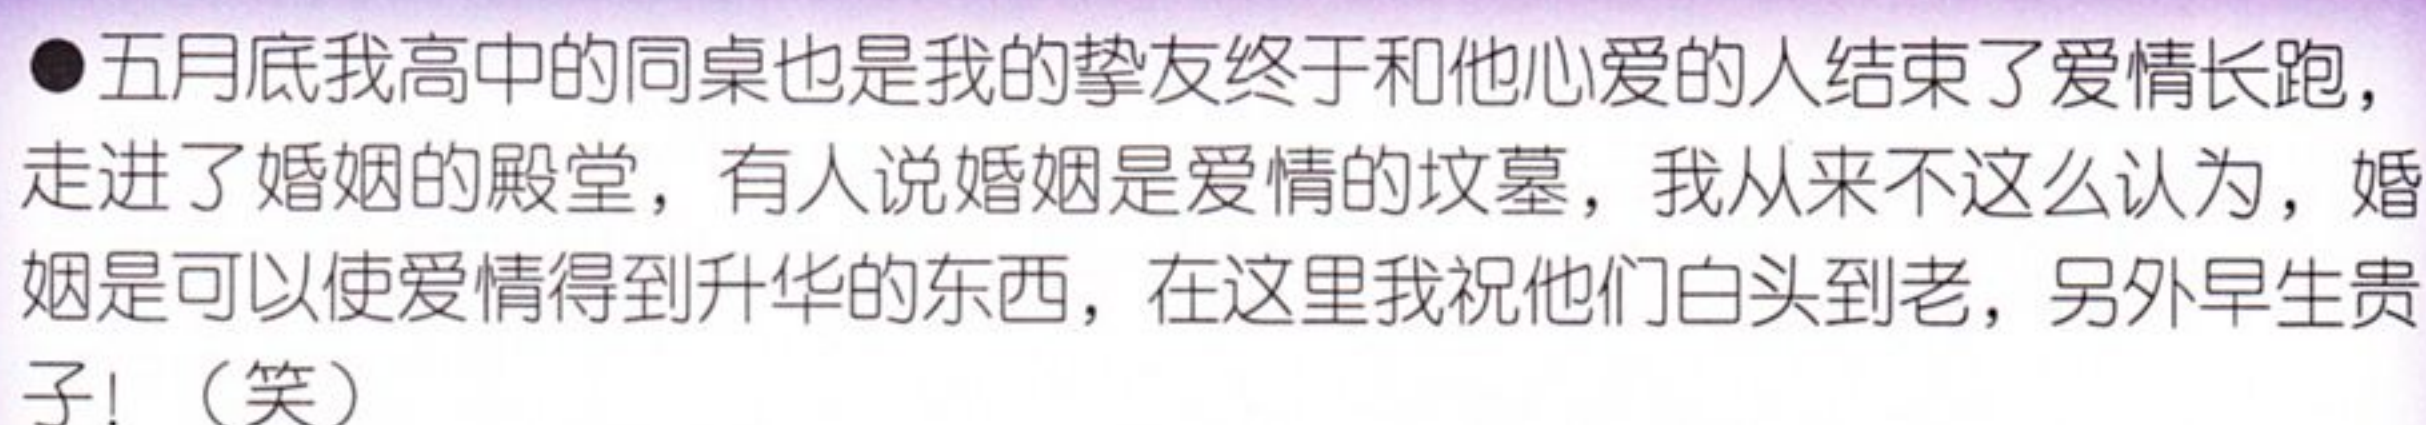 ●五月底我高中的同桌也是我的挚友终于和他心爱的人结束了爱情长跑，
走进了婚姻的殿堂，有人说婚姻是爱情的坟墓，我从来不这么认为，婚
姻是可以使爱情得到升华的东西，在这里我祝他们白头到老，另外早生贵
子！（笑）